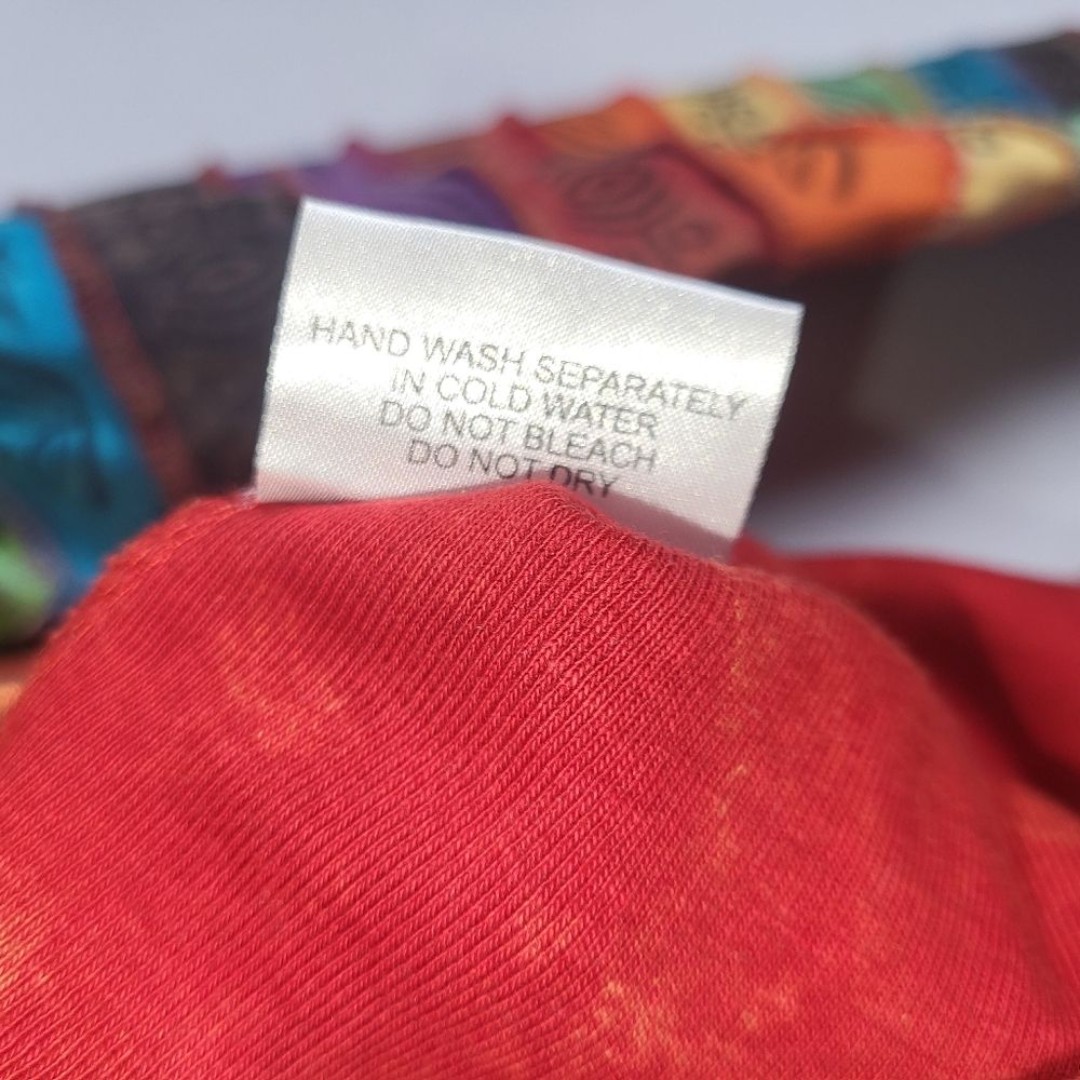 HAND WASH SEPARATELY
IN COLD WATER
DO NOT BLEACH
DO NOT DRY